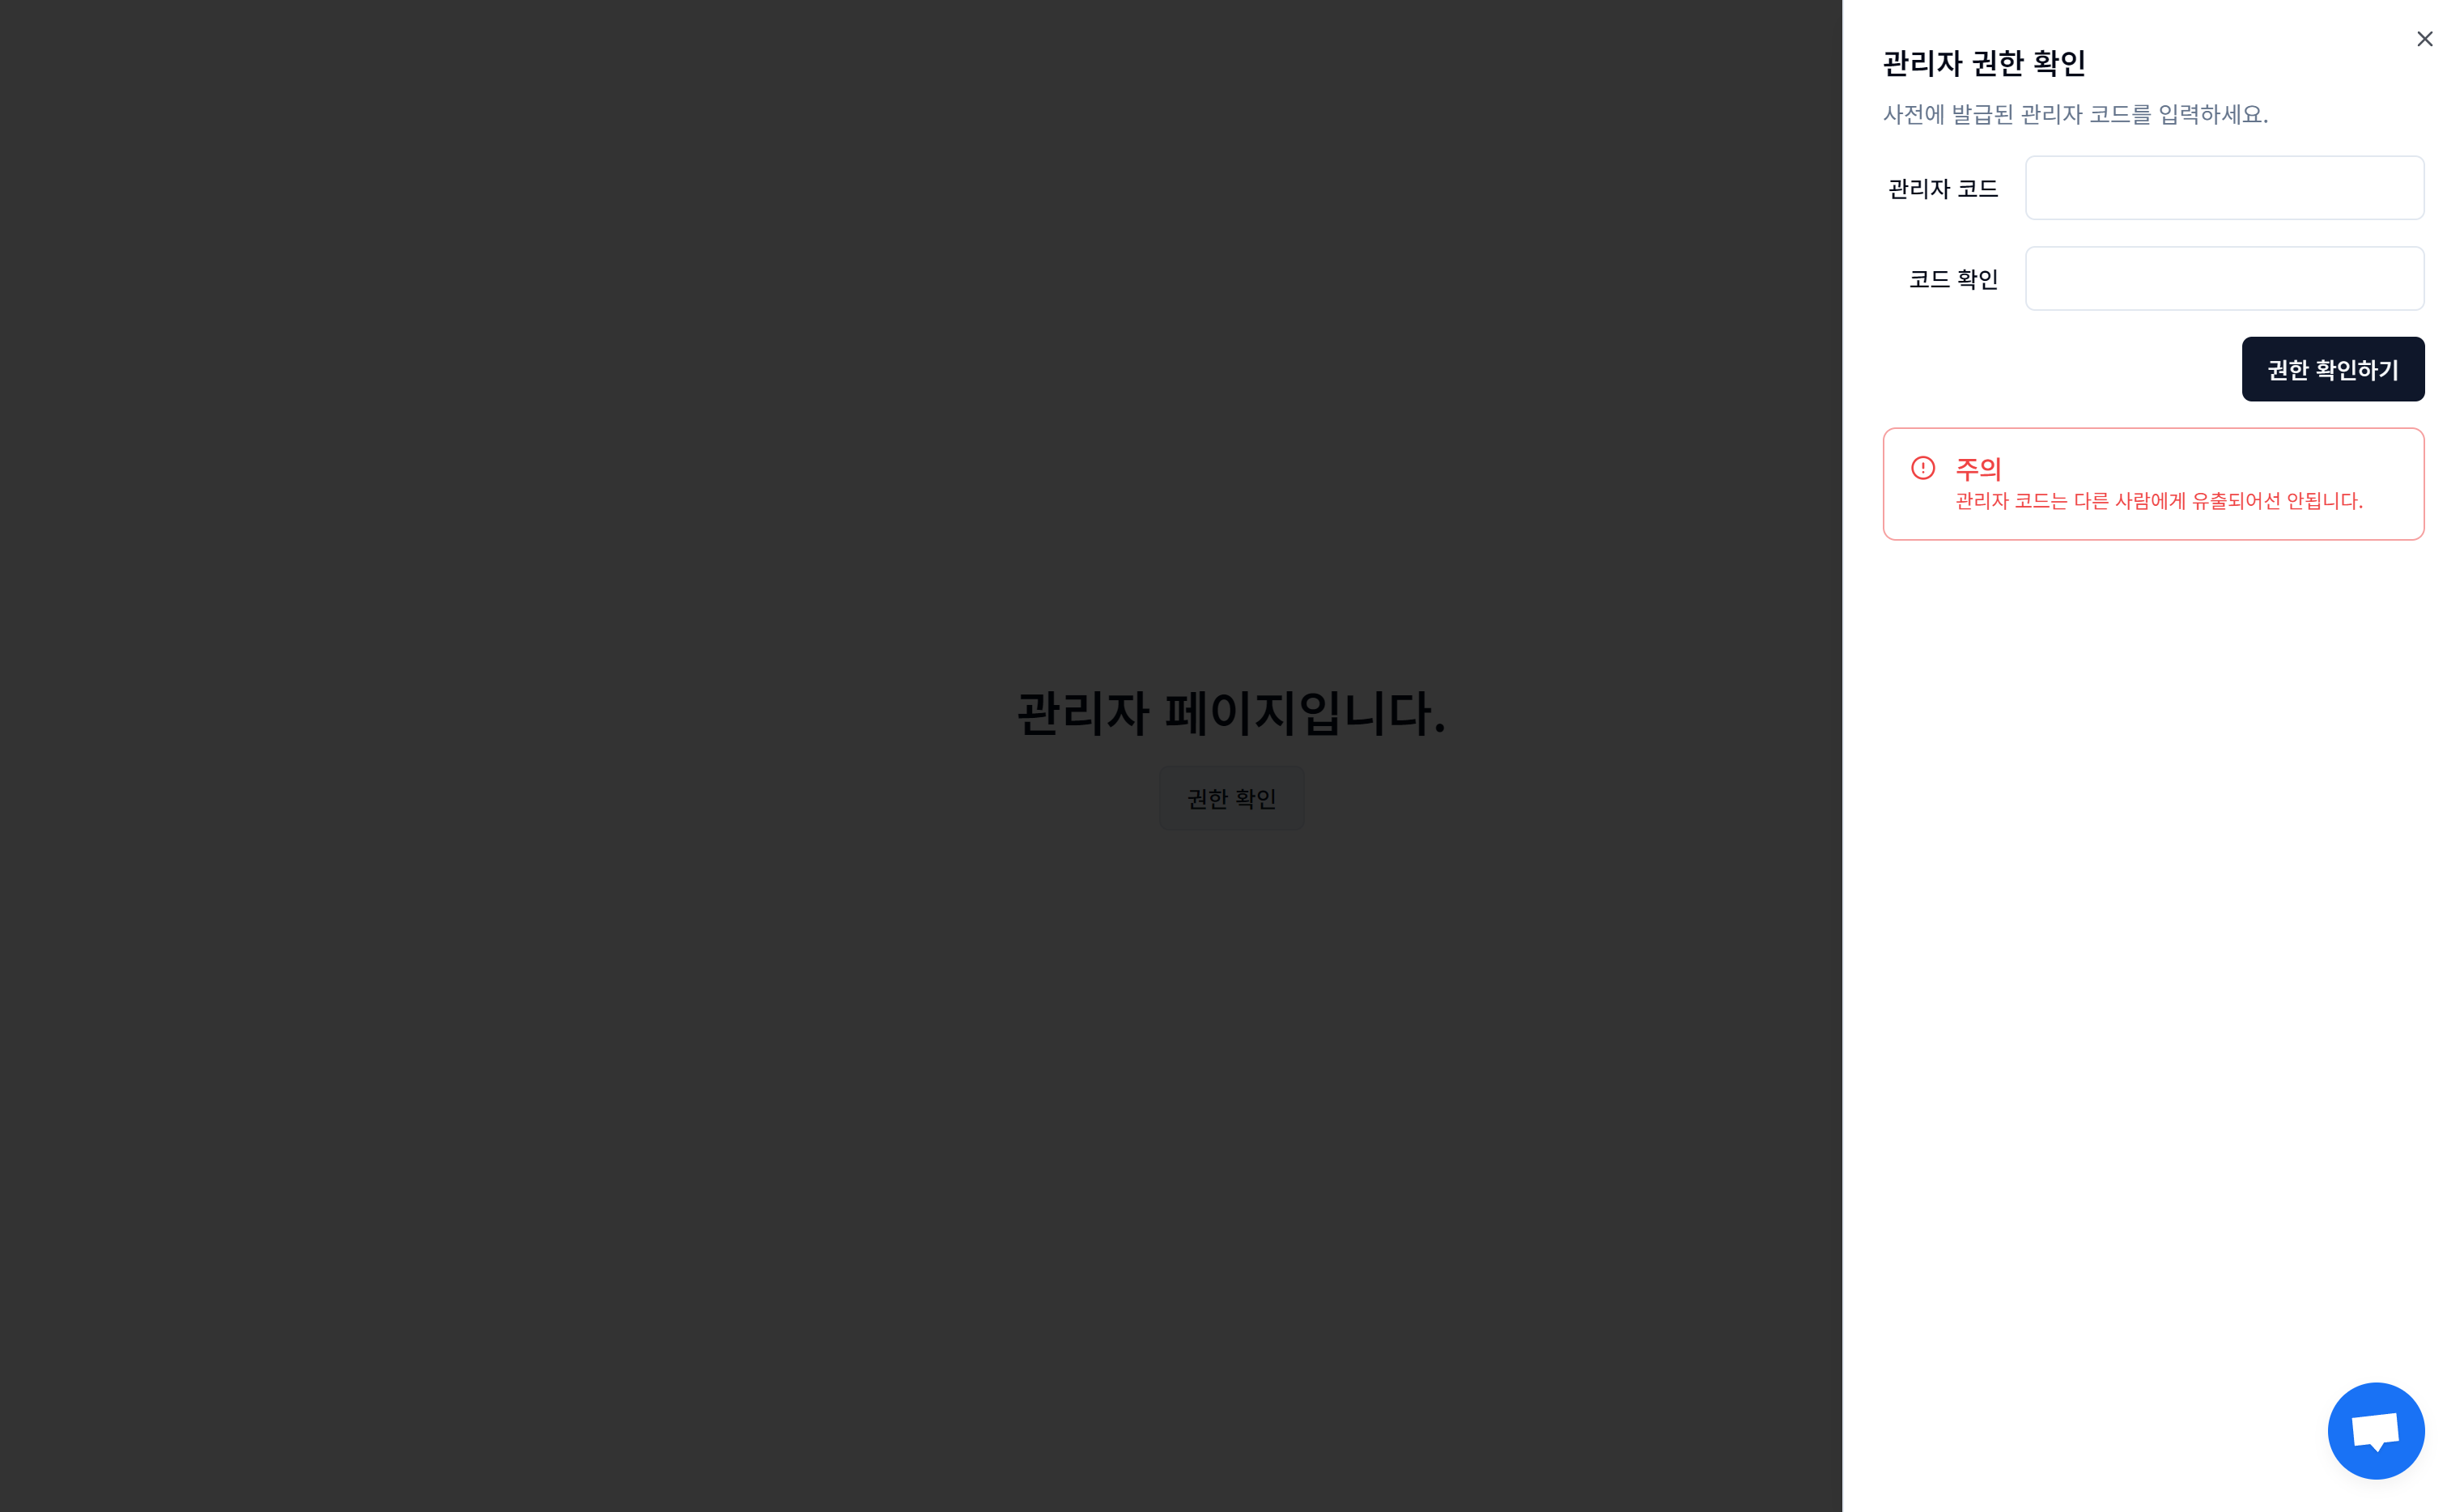 관리자 권한 확인
사전에 발급된 관리자 코드를 입력하세요.
관리자 코드
코드 확인
권한 확인하기
주의
관리자 코드는 다른 사람에게 유출되어선 안됩니다.
관리자 페이지입니다.
권한 확인